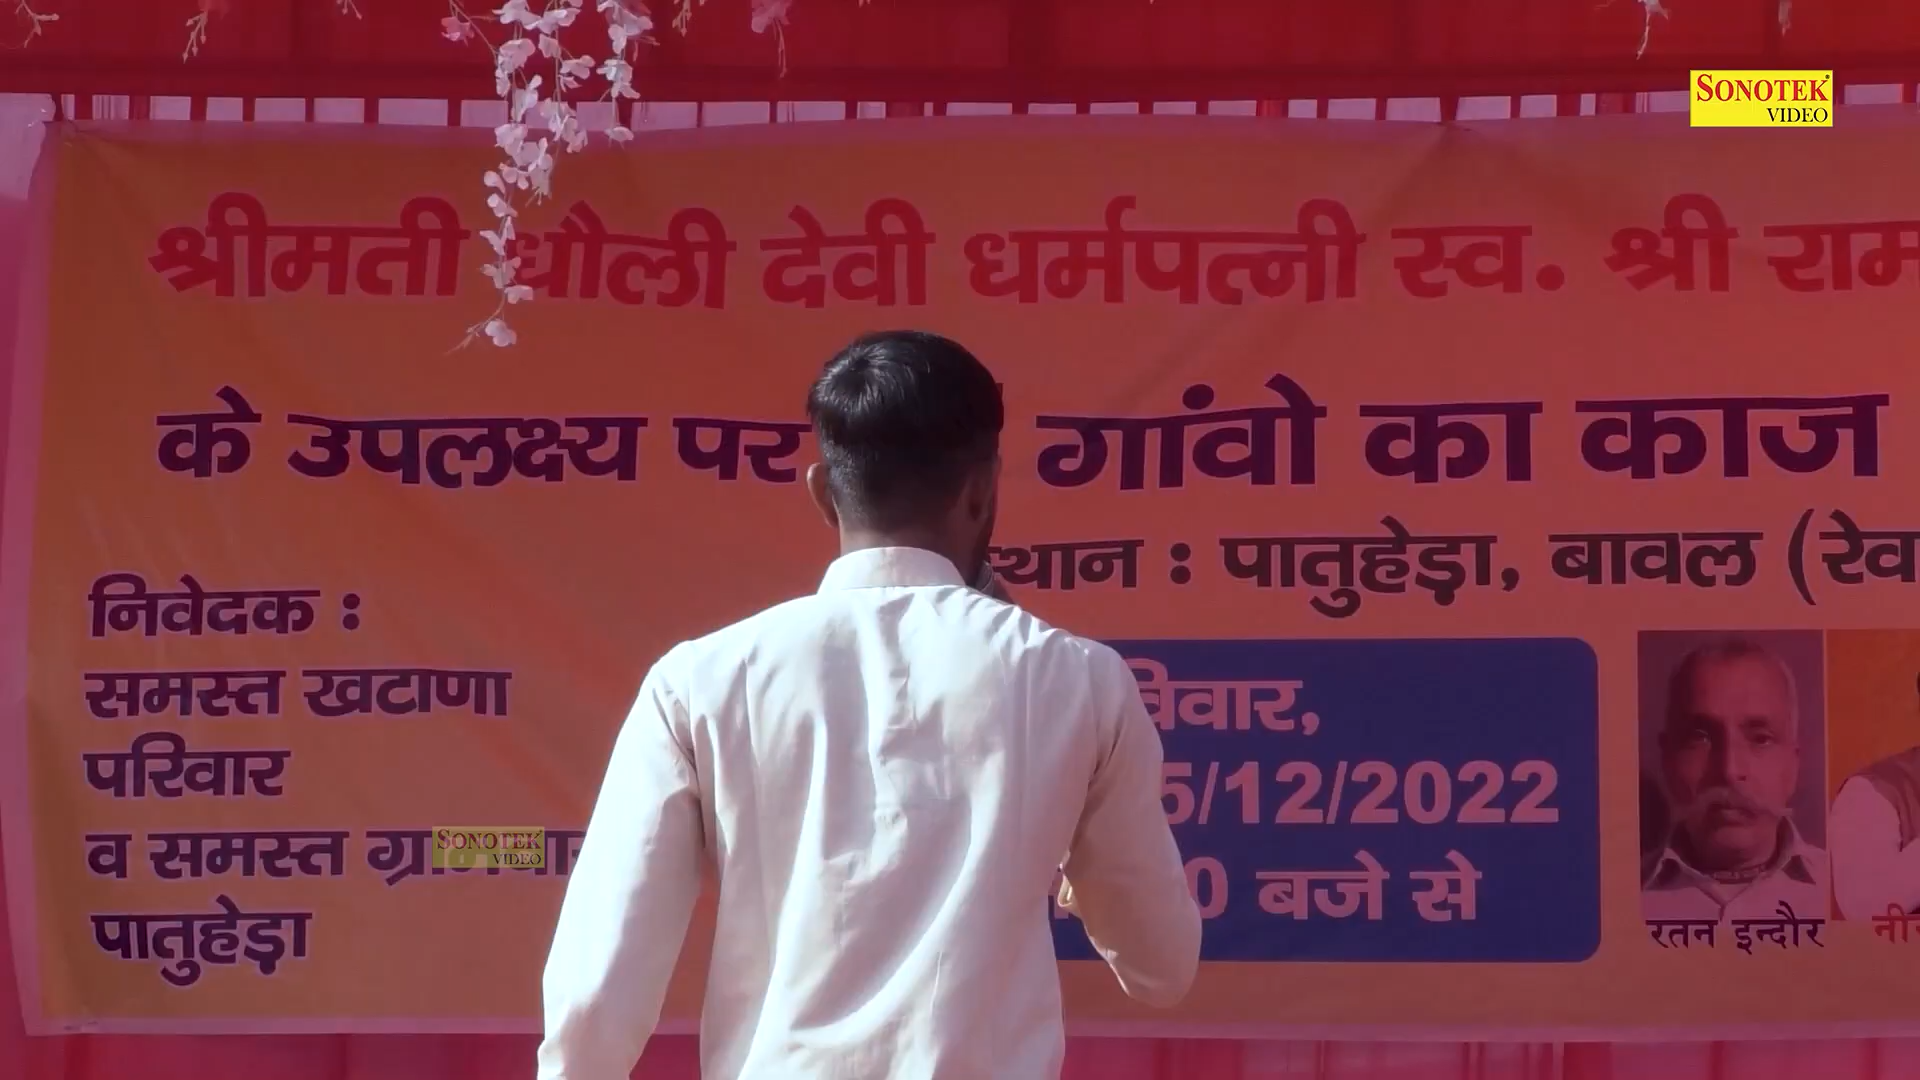 SONOTEK
VIDEO
श्रीमती धौली देवी धर्मपत्नी स्व. श्री
के उपलक्ष्य पर गांवो का काज
: पातुहेड़ा, बावल
निवेदक :
समस्त खटाणा
परिवार
व समस्त
पातुहेड़ा
5/12/2022
बजे से
रतन इन्दौर
SONOTEK
VIDEO